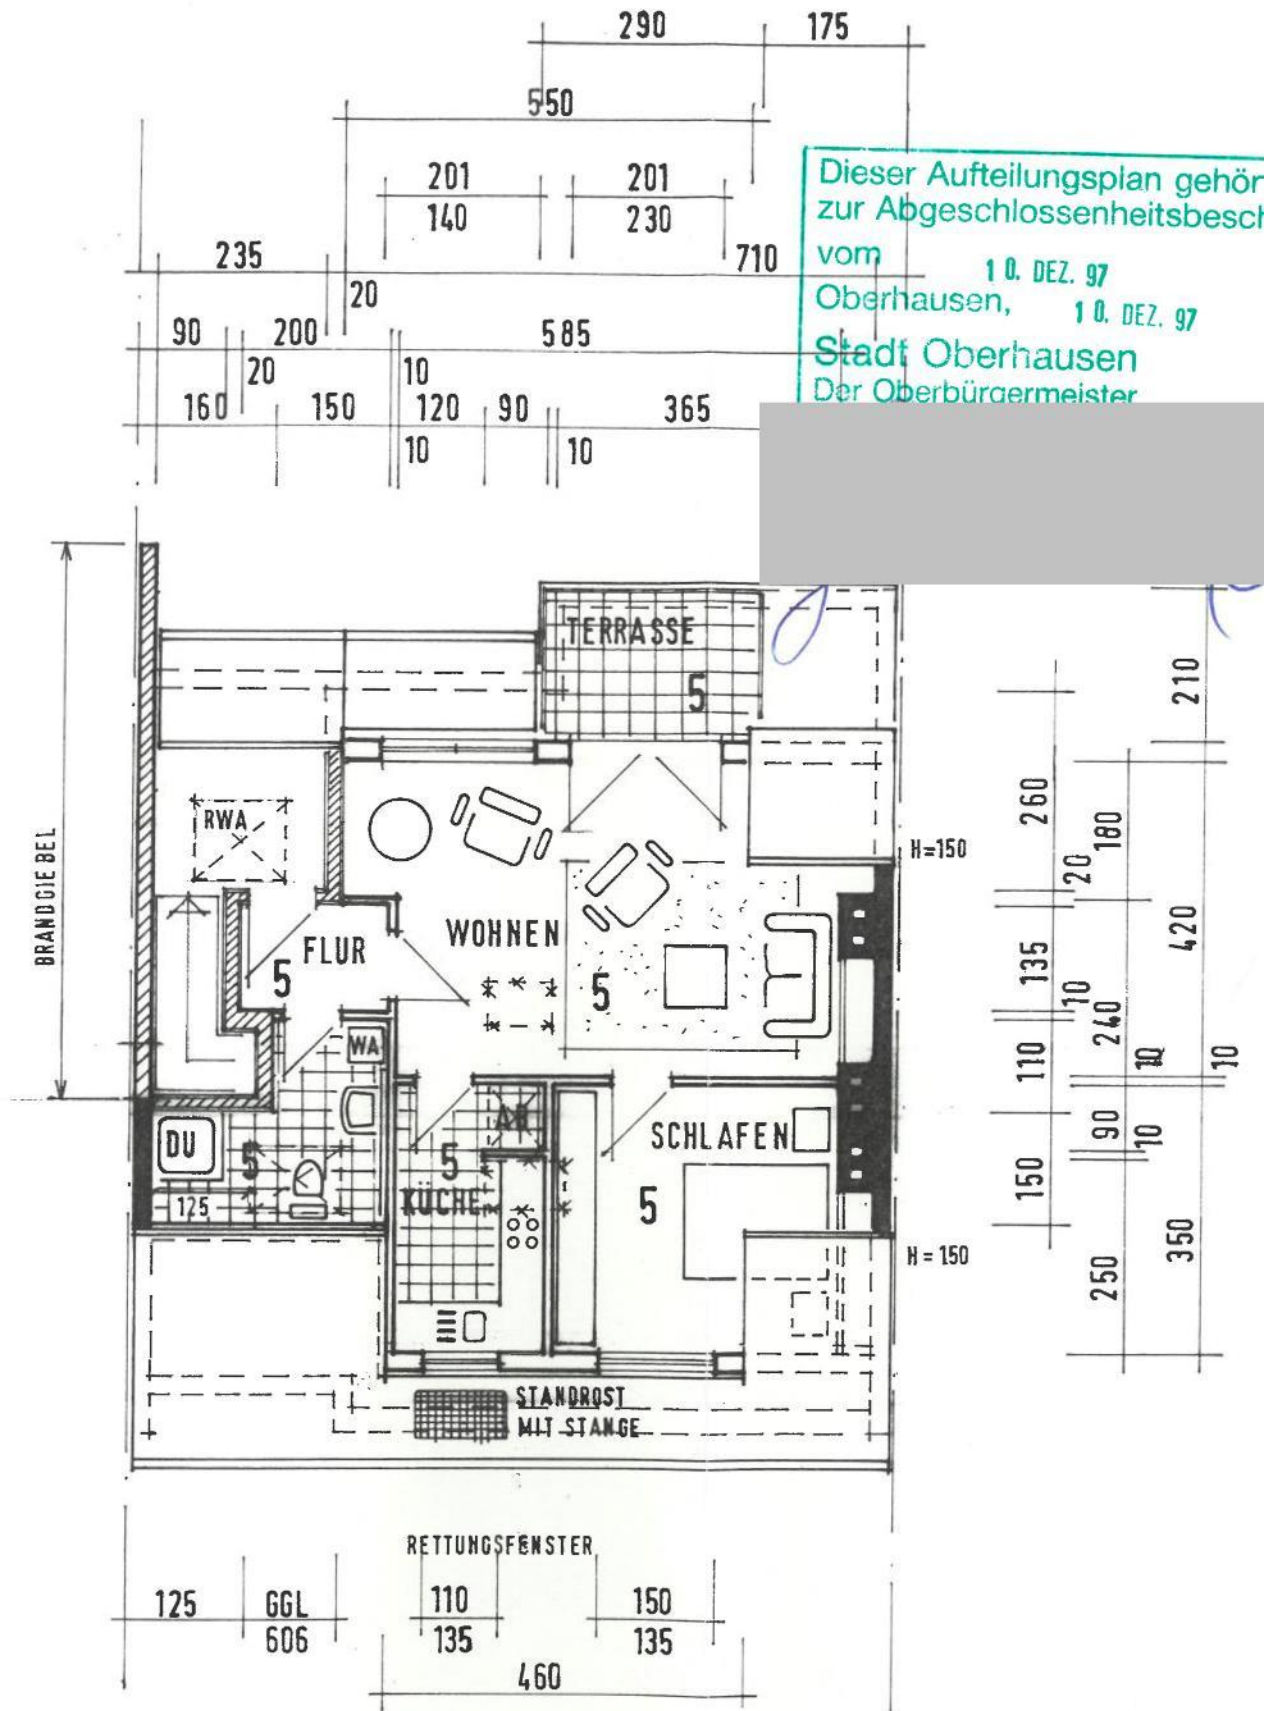 290 175
550
201 201
140 230
Dieser Aufteilungsplan gehör
zur Abgeschlossenheitsbesch
vom 10. DEZ. 97
Oberhausen, 10. DEZ. 97
Stadt Oberhausen
Der Oberbürgermeister
235 710
20
90 200 585
20 10
160 150 120 90 365
10 10
TERRASSE
5
210
BRANDGIEBEL
RWA
H=150
260
180
20
WOHNEN
FLUR
5
5
420
135
10
240
WA
110
10
10
DU
5
AR
5
KÜCHE
SCHLAFEN
5
90
10
125
150
H = 150
350
250
STANDROST
MIT STANGE
RETTUNGSFENSTER
125 GGL 110 150
606 135 135
460